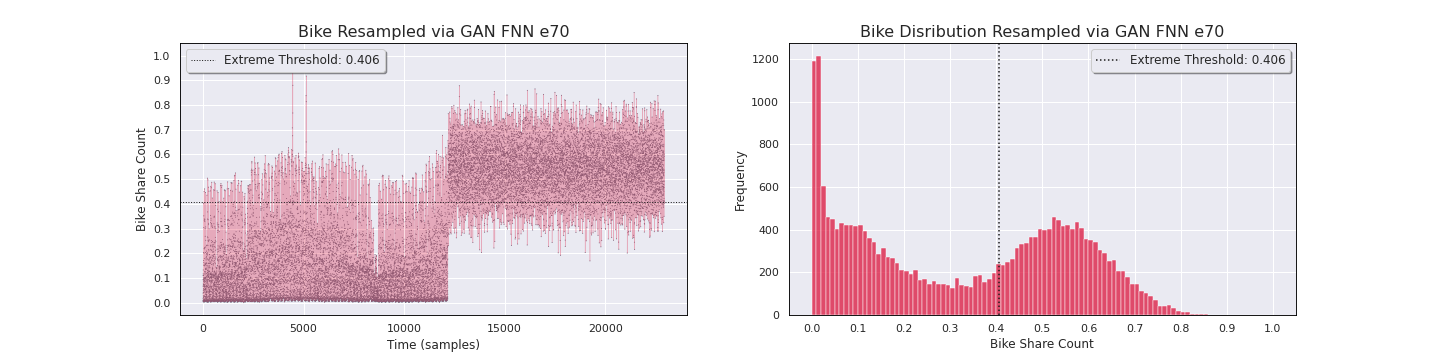 Bike Resampled via GAN FNN e70
Extreme Threshold: 0.406
Bike Share Count
1.0
0.9
0.8
0.7
0.6
0.5
0.4
0.3
0.2
0.1
0.0
0 5000 10000 15000 20000
Time (samples)
Bike Disribution Resampled via GAN FNN e70
Extreme Threshold: 0.406
Frequency
1200
1000
800
600
400
200
0
0.0 0.1 0.2 0.3 0.4 0.5 0.6 0.7 0.8 0.9 1.0
Bike Share Count